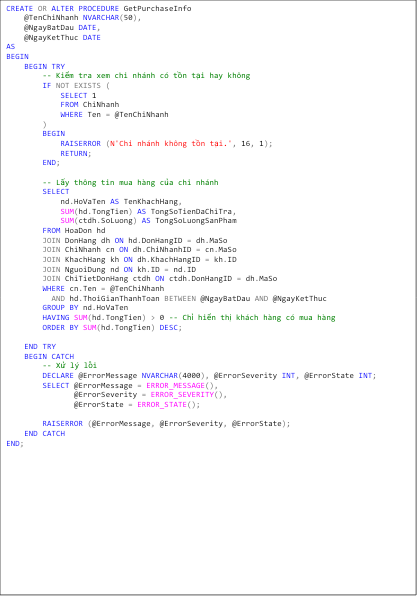 CREATE OR ALTER PROCEDURE GetPurchaseInfo
    @TenChiNhanh NVARCHAR(50),
    @NgayBatDau DATE,
    @NgayKetThuc DATE
AS
BEGIN
    BEGIN TRY
        -- Kiểm tra xem chi nhánh có tồn tại hay không
        IF NOT EXISTS (
            SELECT 1
            FROM ChiNhanh
            WHERE Ten = @TenChiNhanh
        )
        BEGIN
            RAISERROR (N'Chi nhánh không tồn tại.', 16, 1);
            RETURN;
        END;

        -- Lấy thông tin mua hàng của chi nhánh
        SELECT
            nd.HoVaTen AS TenKhachHang,
            SUM(hd.TongTien) AS TongSoTienDaChiTra,
            SUM(ctdh.SoLuong) AS TongSoLuongSanPham
        FROM HoaDon hd
        JOIN DonHang dh ON hd.DonHangID = dh.MaSo
        JOIN ChiNhanh cn ON dh.ChiNhanhID = cn.MaSo
        JOIN KhachHang kh ON dh.KhachHangID = kh.ID
        JOIN NguoiDung nd ON kh.ID = nd.ID
        JOIN ChiTietDonHang ctdh ON ctdh.DonHangID = dh.MaSo
        WHERE cn.Ten = @TenChiNhanh
          AND hd.ThoiGianThanhToan BETWEEN @NgayBatDau AND @NgayKetThuc
        GROUP BY nd.HoVaTen
        HAVING SUM(hd.TongTien) > 0 -- Chỉ hiển thị khách hàng có mua hàng
        ORDER BY SUM(hd.TongTien) DESC;

    END TRY
    BEGIN CATCH
        -- Xử lý lỗi
        DECLARE @ErrorMessage NVARCHAR(4000), @ErrorSeverity INT, @ErrorState INT;
        SELECT @ErrorMessage = ERROR_MESSAGE(),
               @ErrorSeverity = ERROR_SEVERITY(),
               @ErrorState = ERROR_STATE();

        RAISERROR (@ErrorMessage, @ErrorSeverity, @ErrorState);
    END CATCH
END;